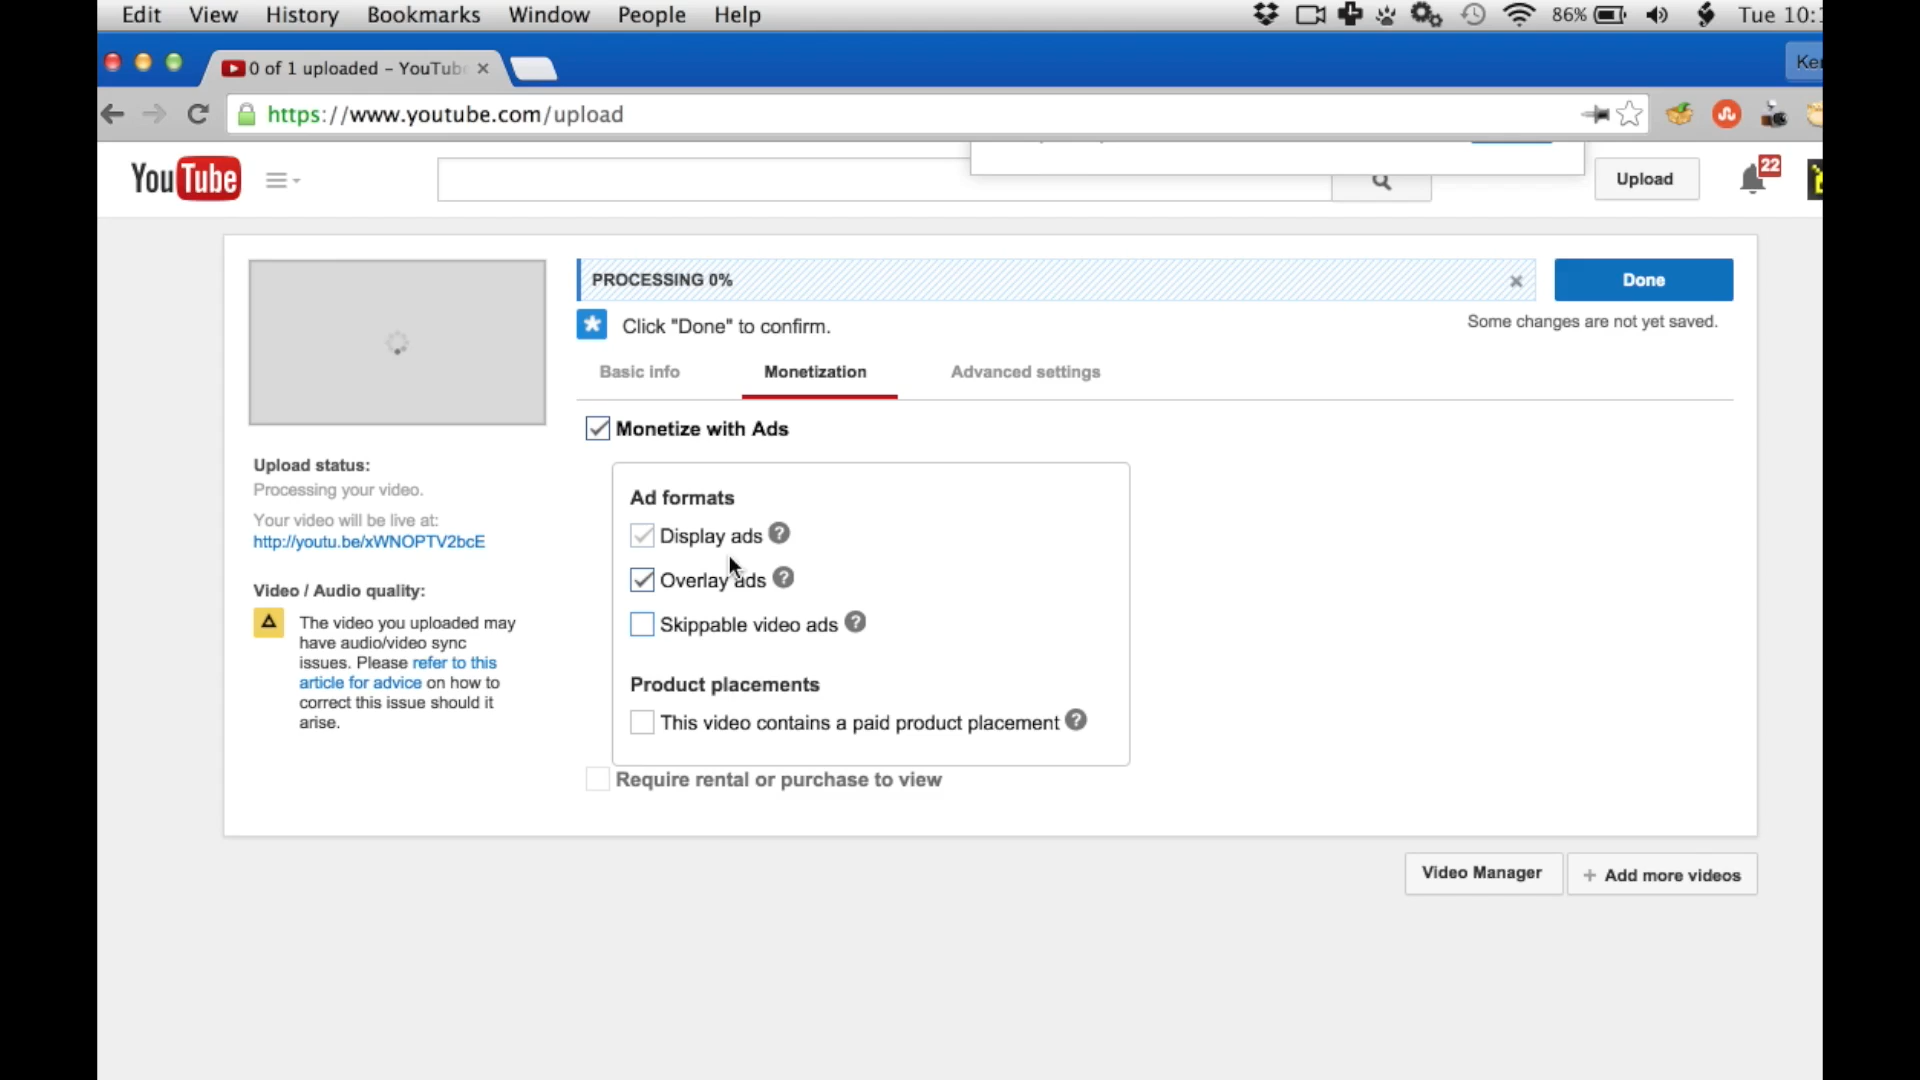 Edit View History Bookmarks Window People Help 86% Tue 10:
0 of 1 uploaded - YouTub
https://www.youtube.com/upload
YouTube Upload 22
PROCESSING 0% Done
Click "Done" to confirm. Some changes are not yet saved.
Basic info Monetization Advanced settings
Monetize with Ads
Ad formats
Display ads ?
Overlay ads ?
Skippable video ads ?
Product placements
This video contains a paid product placement ?
Require rental or purchase to view
Upload status:
Processing your video.
Your video will be live at:
http://youtu.be/xWNOPTV2bcE
Video / Audio quality:
The video you uploaded may
have audio/video sync
issues. Please refer to this
article for advice on how to
correct this issue should it
arise.
Video Manager + Add more videos